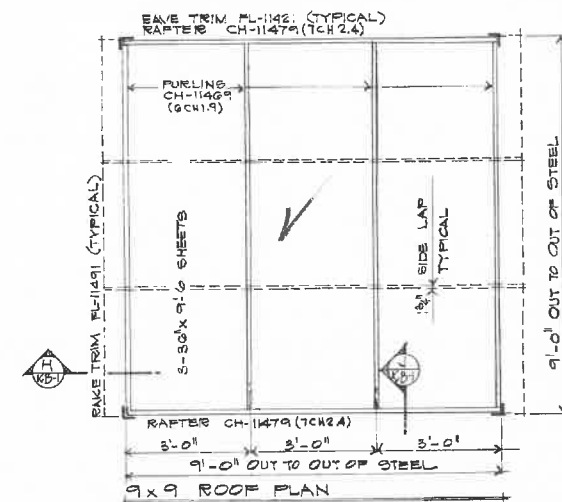 EAVE TRIM FL-11421 (TYPICAL)
RAFTER CH-11479 (7CH2.4)
PURLINS
CH-11469
(6CH1.9)
RAKE TRIM FL-11491 (TYPICAL)
3-36" x 9'-6 SHEETS
SIDE LAP
TYPICAL
9'-0" OUT TO OUT OF STEEL
H
KB-1
J
KB-1
RAFTER CH-11479 (7CH2.4)
3'-0" 3'-0" 3'-0"
9'-0" OUT TO OUT OF STEEL
9 x 9 ROOF PLAN